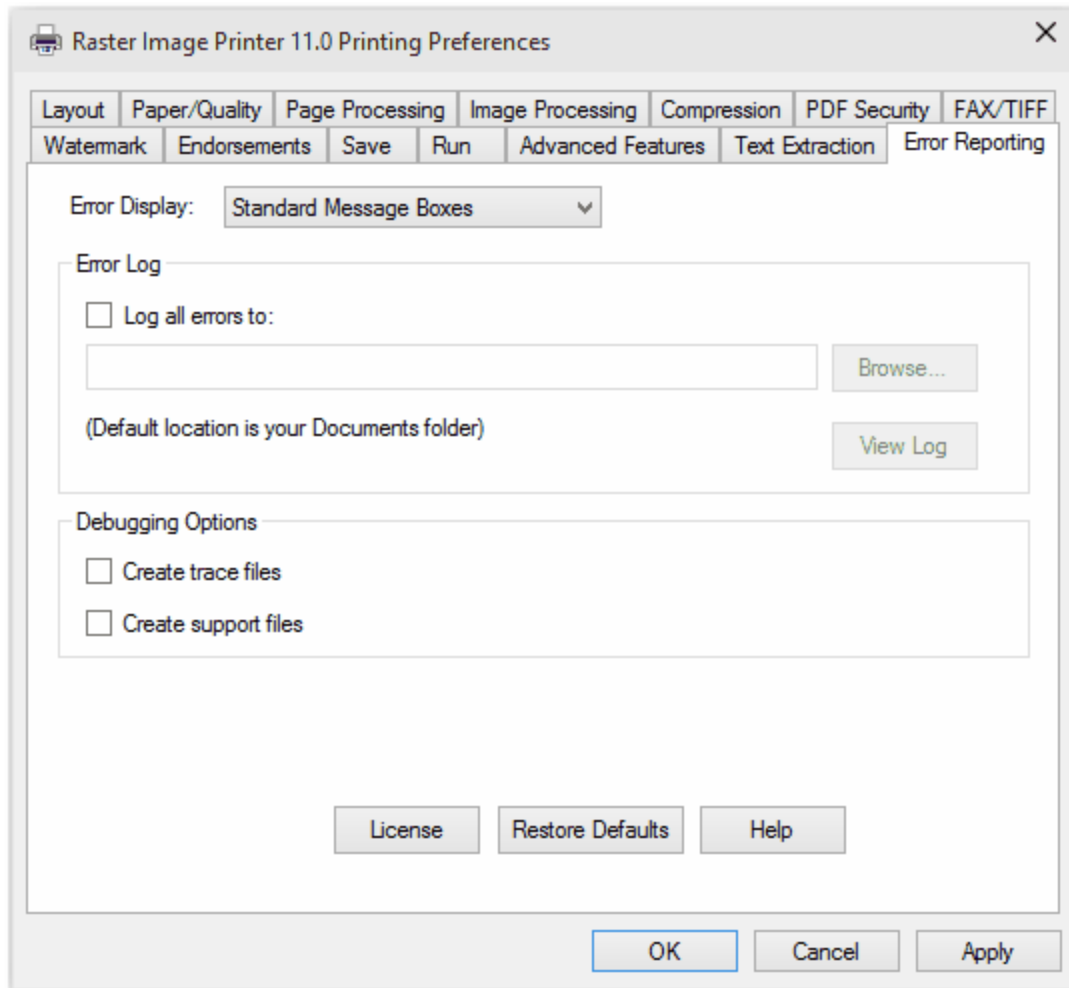 Raster Image Printer 11.0 Printing Preferences
Layout Paper/Quality Page Processing Image Processing Compression PDF Security FAX/TIFF
Watermark Endorsements Save Run Advanced Features Text Extraction Error Reporting
Error Display: Standard Message Boxes
Error Log
Log all errors to:
Browse...
(Default location is your Documents folder)
View Log
Debugging Options
Create trace files
Create support files
License Restore Defaults Help
OK Cancel Apply